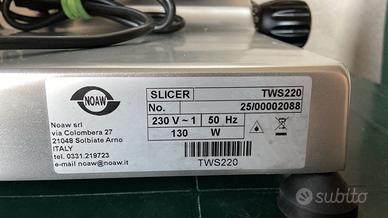 NOAW
Noaw srl
via Colombera 27
21048 Solbiate Arno
ITALY
tel. 0331.219723
e-mail noaw@noaw.it
SLICER TWS220
No. 25/00002088
230 V ~ 1 50 Hz
130 W
TWS220
subito